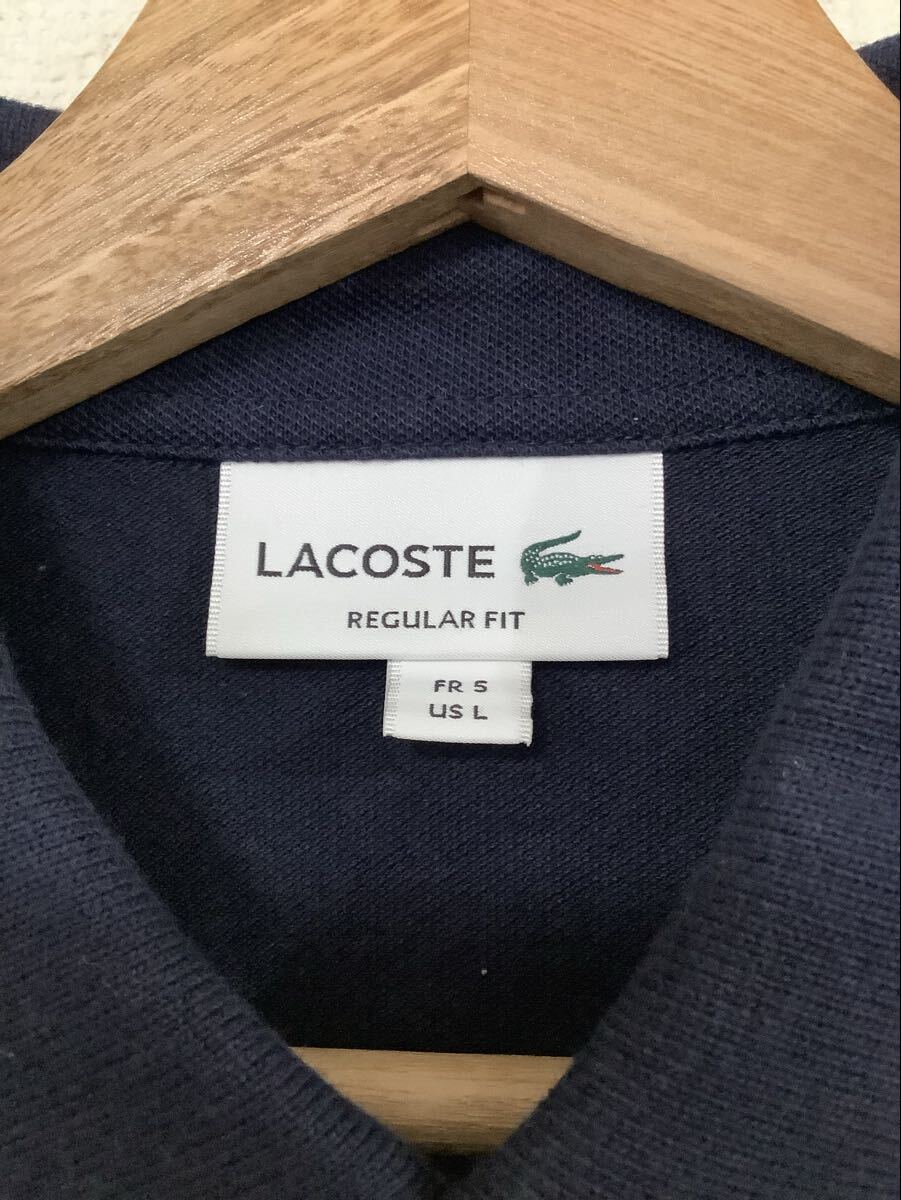 LACOSTE
REGULAR FIT
FR 5
US L